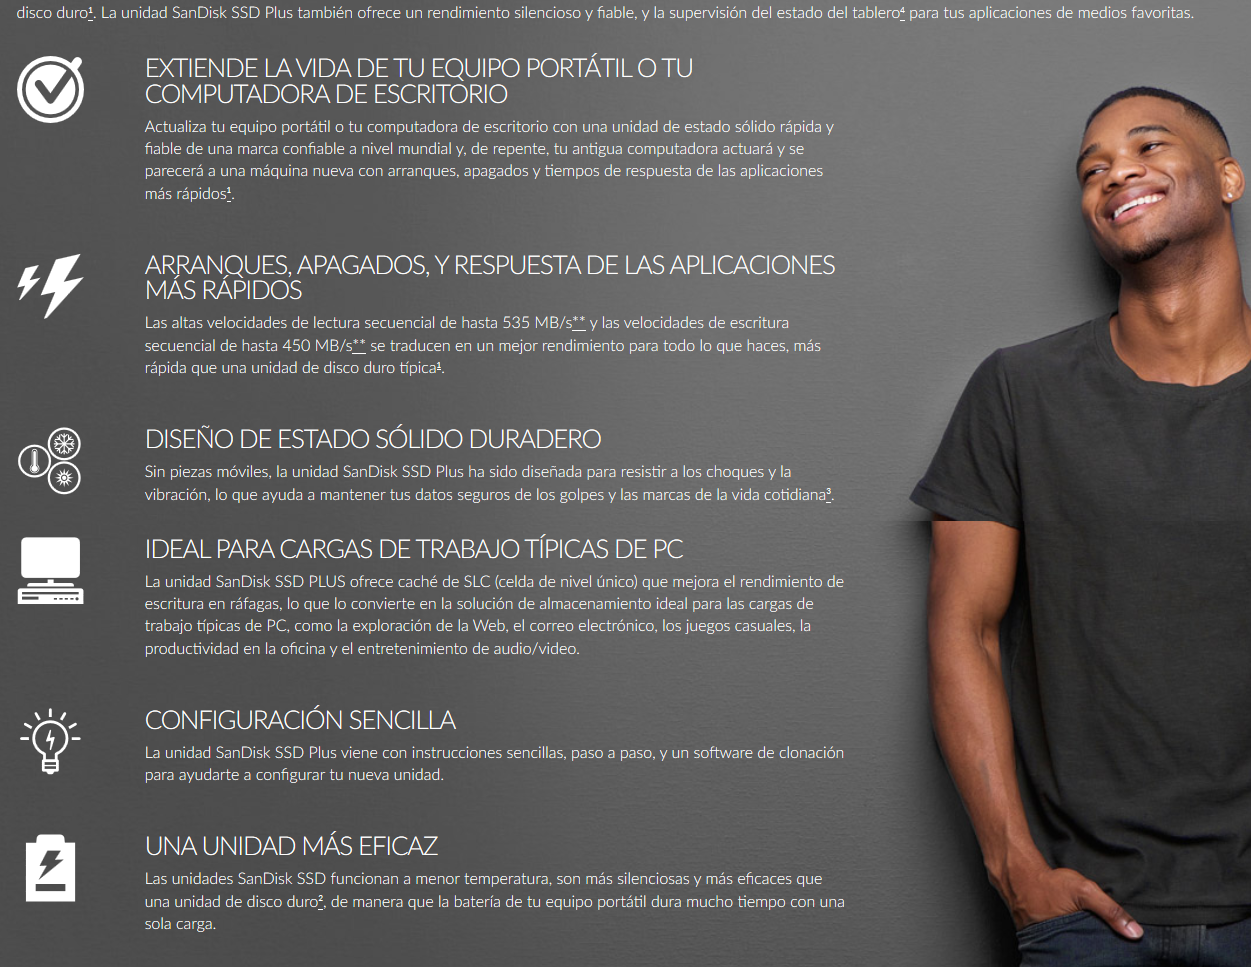 disco duro¹. La unidad SanDisk SSD Plus también ofrece un rendimiento silencioso y fiable, y la supervisión del estado del tablero⁴ para tus aplicaciones de medios favoritas.
EXTIENDE LA VIDA DE TU EQUIPO PORTÁTIL O TU
COMPUTADORA DE ESCRITORIO
Actualiza tu equipo portátil o tu computadora de escritorio con una unidad de estado sólido rápida y
fiable de una marca confiable a nivel mundial y, de repente, tu antigua computadora actuará y se
parecerá a una máquina nueva con arranques, apagados y tiempos de respuesta de las aplicaciones
más rápidos¹.
ARRANQUES, APAGADOS, Y RESPUESTA DE LAS APLICACIONES
MÁS RÁPIDOS
Las altas velocidades de lectura secuencial de hasta 535 MB/s** y las velocidades de escritura
secuencial de hasta 450 MB/s** se traducen en un mejor rendimiento para todo lo que haces, más
rápida que una unidad de disco duro típica¹.
DISEÑO DE ESTADO SÓLIDO DURADERO
Sin piezas móviles, la unidad SanDisk SSD Plus ha sido diseñada para resistir a los choques y la
vibración, lo que ayuda a mantener tus datos seguros de los golpes y las marcas de la vida cotidiana³.
IDEAL PARA CARGAS DE TRABAJO TÍPICAS DE PC
La unidad SanDisk SSD PLUS ofrece caché de SLC (celda de nivel único) que mejora el rendimiento de
escritura en ráfagas, lo que lo convierte en la solución de almacenamiento ideal para las cargas de
trabajo típicas de PC, como la exploración de la Web, el correo electrónico, los juegos casuales, la
productividad en la oficina y el entretenimiento de audio/video.
CONFIGURACIÓN SENCILLA
La unidad SanDisk SSD Plus viene con instrucciones sencillas, paso a paso, y un software de clonación
para ayudarte a configurar tu nueva unidad.
UNA UNIDAD MÁS EFICAZ
Las unidades SanDisk SSD funcionan a menor temperatura, son más silenciosas y más eficaces que
una unidad de disco duro², de manera que la batería de tu equipo portátil dura mucho tiempo con una
sola carga.